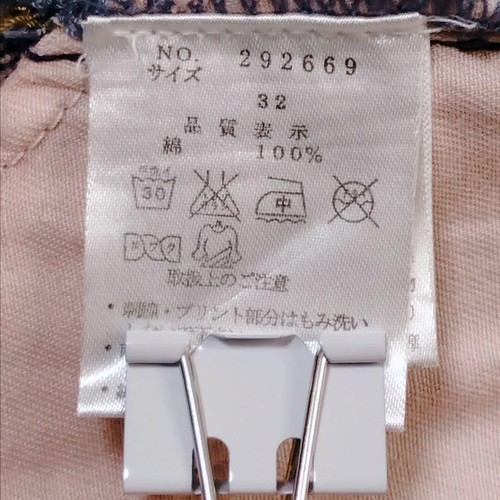 NO. 292669
サイズ
32
品質表示
綿 100%
30 中
取扱上のご注意
・刺繍・プリント部分はもみ洗い